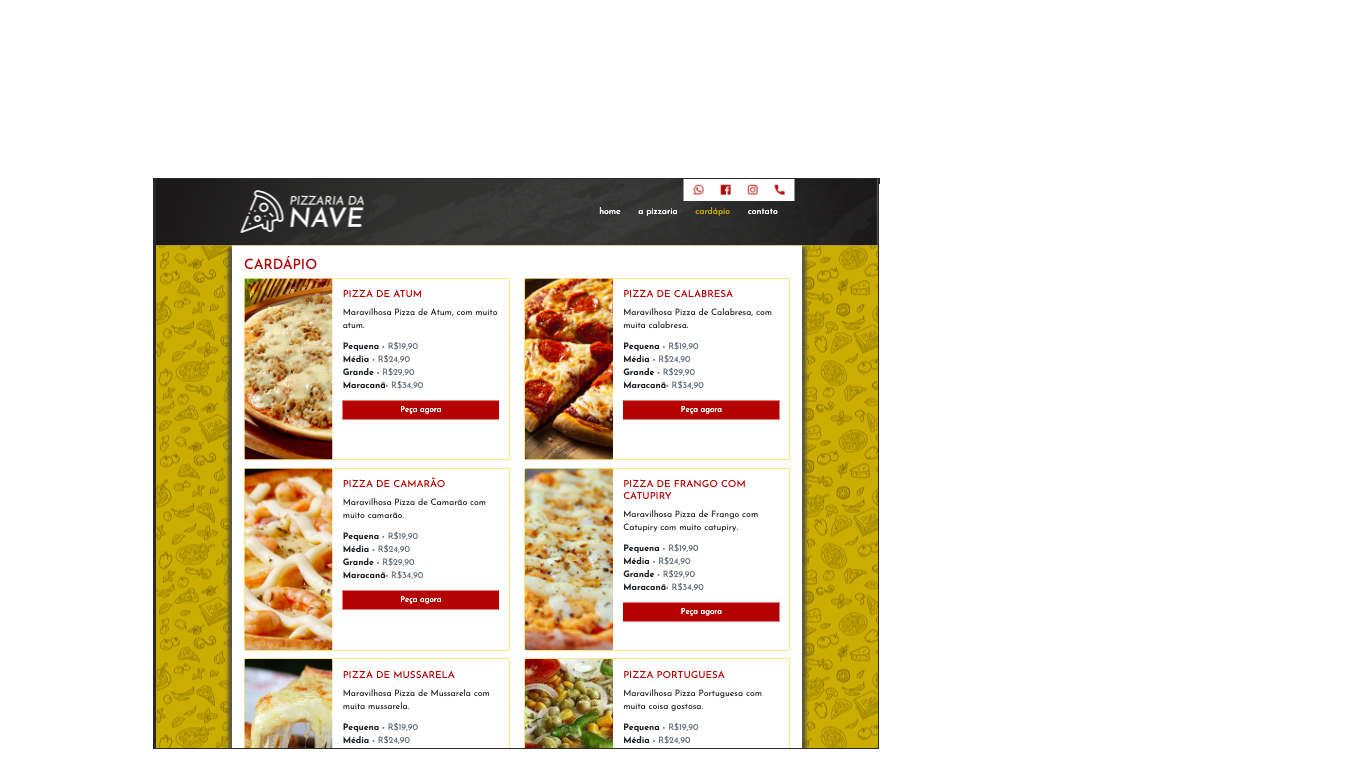 PIZZARIA DA
NAVE
home a pizzaria cardápio contato
CARDÁPIO
PIZZA DE ATUM
Maravilhosa Pizza de Atum, com muito
atum.
Pequena - R$19,90
Média - R$24,90
Grande - R$29,90
Maracanã- R$34,90
Peça agora
PIZZA DE CALABRESA
Maravilhosa Pizza de Calabresa, com
muita calabresa.
Pequena - R$19,90
Média - R$24,90
Grande - R$29,90
Maracanã- R$34,90
Peça agora
PIZZA DE CAMARÃO
Maravilhosa Pizza de Camarão com
muito camarão.
Pequena - R$19,90
Média - R$24,90
Grande - R$29,90
Maracanã- R$34,90
Peça agora
PIZZA DE FRANGO COM
CATUPIRY
Maravilhosa Pizza de Frango com
Catupiry com muito catupiry.
Pequena - R$19,90
Média - R$24,90
Grande - R$29,90
Maracanã- R$34,90
Peça agora
PIZZA DE MUSSARELA
Maravilhosa Pizza de Mussarela com
muita mussarela.
Pequena - R$19,90
Média - R$24,90
PIZZA PORTUGUESA
Maravilhosa Pizza Portuguesa com
muita coisa gostosa.
Pequena - R$19,90
Média - R$24,90